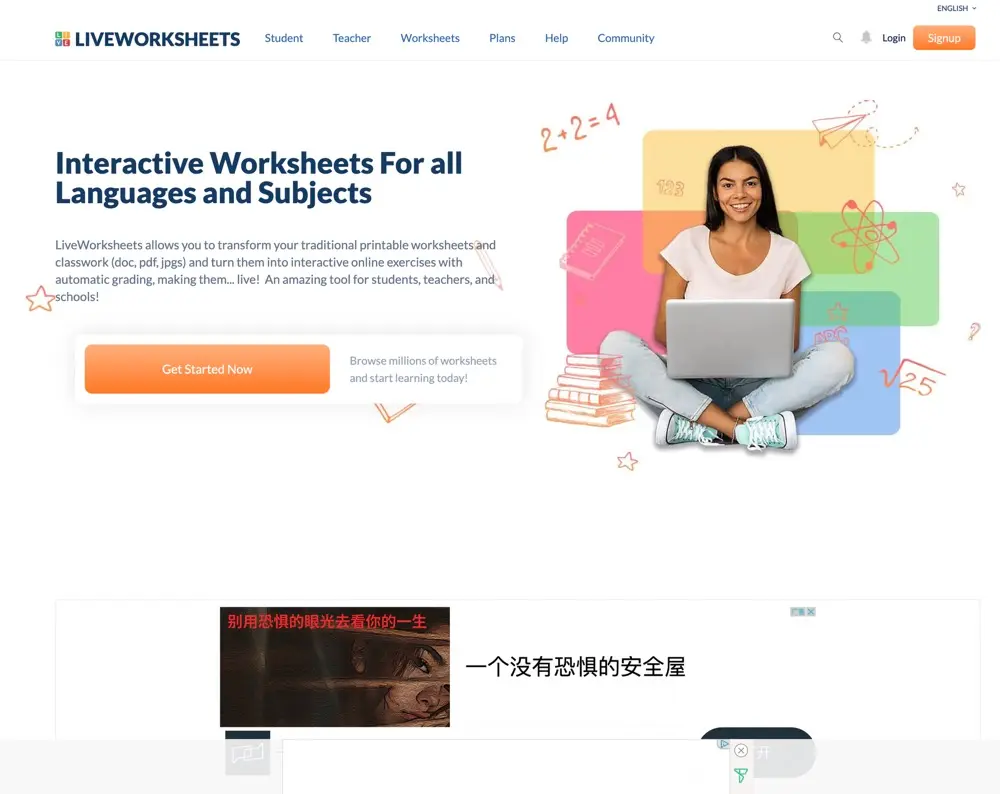 ENGLISH
LIVE
LIVEWORKSHEETS
Student
Teacher
Worksheets
Plans
Help
Community
Login
Signup
2+2=4
123
Interactive Worksheets For all
Languages and Subjects
LiveWorksheets allows you to transform your traditional printable worksheets and
classwork (doc, pdf, jpgs) and turn them into interactive online exercises with
automatic grading, making them... live! An amazing tool for students, teachers, and
schools!
ABC
√25
Get Started Now
Browse millions of worksheets
and start learning today!
别用恐惧的眼光去看你的一生
一个没有恐惧的安全屋
开